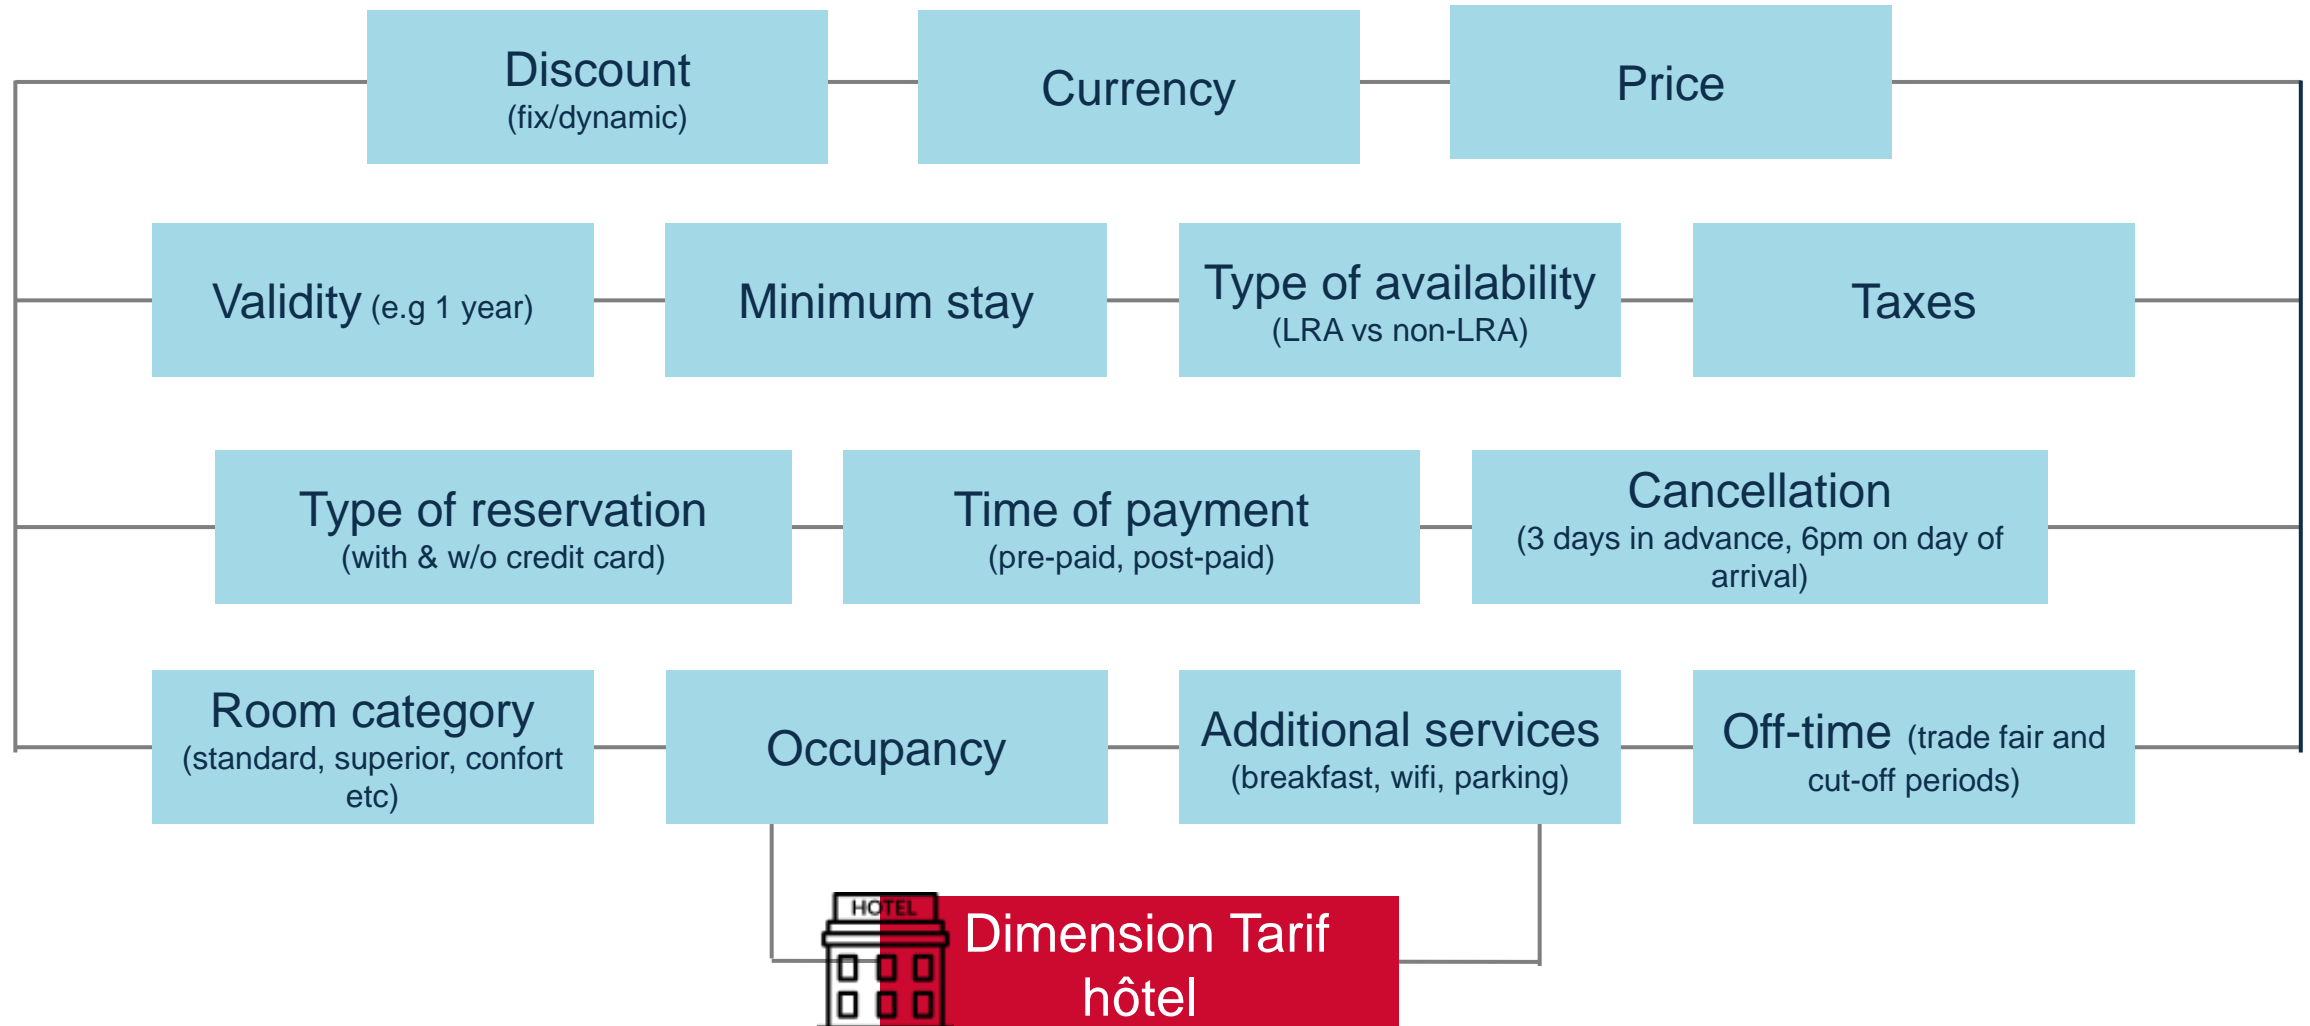 Discount
(fix/dynamic)
Currency
Price
Validity (e.g 1 year)
Minimum stay
Type of availability
(LRA vs non-LRA)
Taxes
Type of reservation
(with & w/o credit card)
Time of payment
(pre-paid, post-paid)
Cancellation
(3 days in advance, 6pm on day of
arrival)
Room category
(standard, superior, confort
etc)
Occupancy
Additional services
(breakfast, wifi, parking)
Off-time (trade fair and
cut-off periods)
HOTEL
Dimension Tarif
hôtel